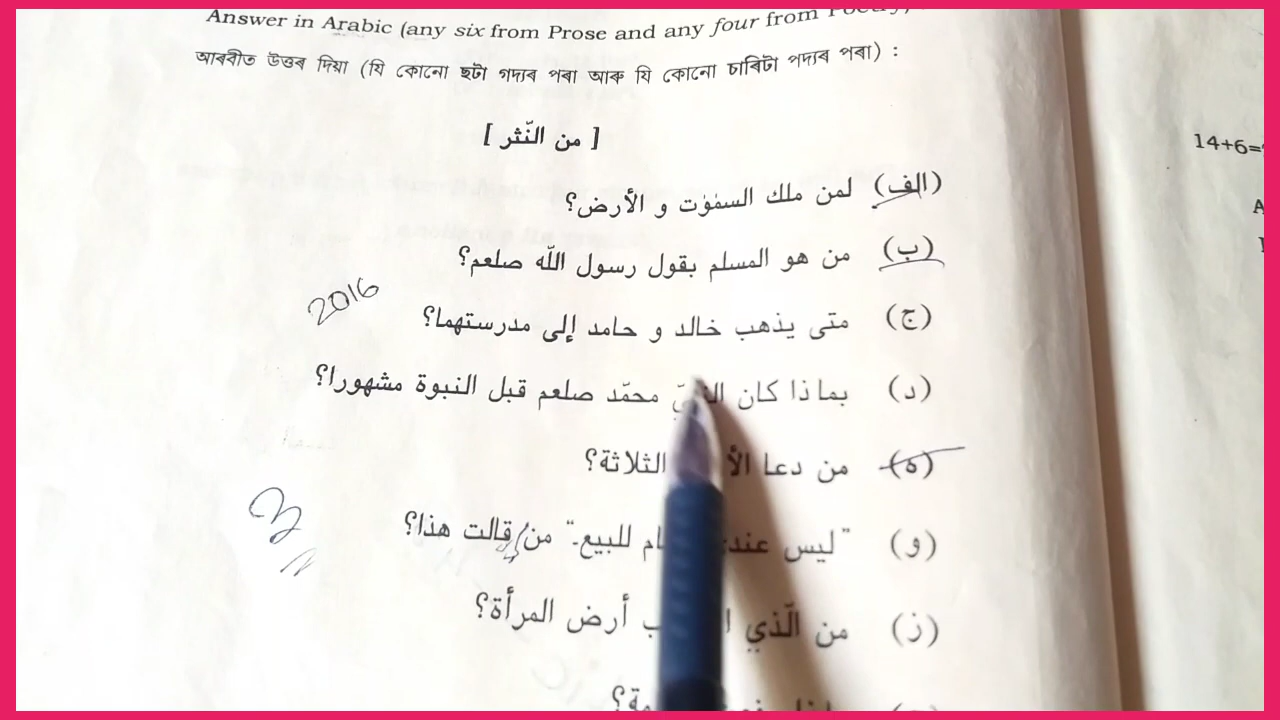 Answer in Arabic (any six from Prose and any four from Poetry)
আৰবীত উত্তৰ দিয়া (যি কোনো ছটা গদ্যৰ পৰা আৰু যি কোনো চাৰিটা পদ্যৰ পৰা) :
14+6=
[ من النّثر ]
(الف) لمن ملك السمٰوٰت و الأرض؟
(ب) من هو المسلم بقول رسول اللّه صلعم؟
2016
(ج) متى يذهب خالد و حامد إلى مدرستهما؟
(د) بماذا كان النبيّ محمّد صلعم قبل النبوة مشهورا؟
(ه) من دعا الثلاثة؟
(و) "ليس للبيع۔" من قالت هذا؟
(ز) من الّذي أرض المرأة؟